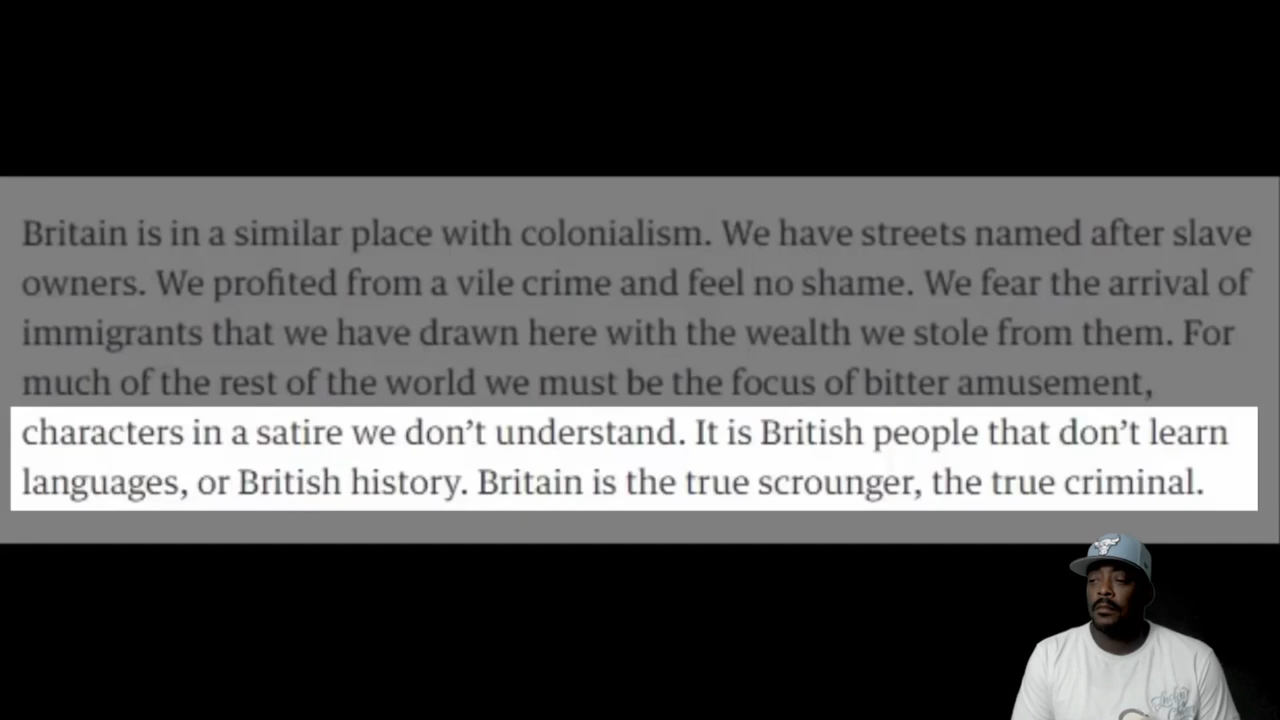 Britain is in a similar place with colonialism. We have streets named after slave
owners. We profited from a vile crime and feel no shame. We fear the arrival of
immigrants that we have drawn here with the wealth we stole from them. For
much of the rest of the world we must be the focus of bitter amusement,
characters in a satire we don’t understand. It is British people that don’t learn
languages, or British history. Britain is the true scrounger, the true criminal.